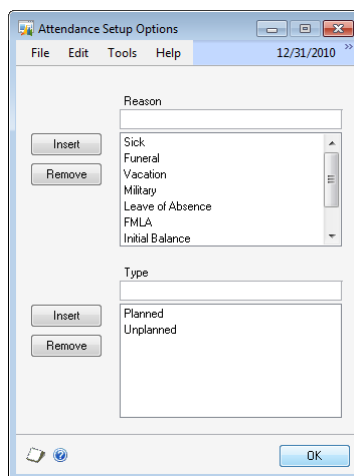 Attendance Setup Options
File Edit Tools Help 12/31/2010 »
Reason
Insert
Remove
Sick
Funeral
Vacation
Military
Leave of Absence
FMLA
Initial Balance
Type
Insert
Remove
Planned
Unplanned
OK